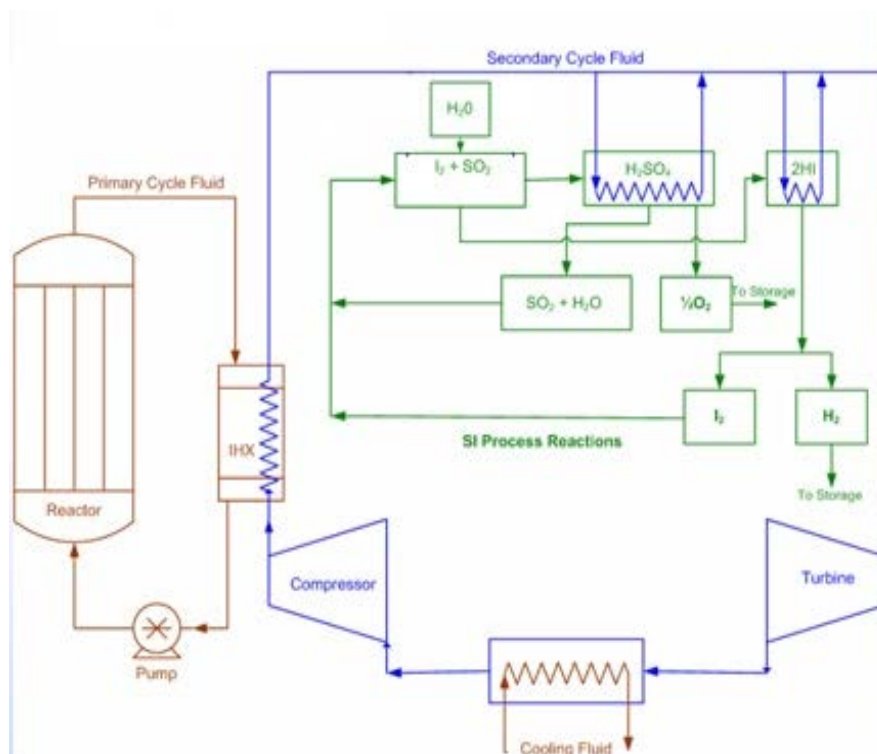 Secondary Cycle Fluid
H₂0
I₂ + SO₂
H₂SO₄
2HI
Primary Cycle Fluid
SO₂ + H₂O
½O₂
To Storage
I₂
H₂
SI Process Reactions
IHX
Reactor
To Storage
Compressor
Turbine
Pump
Cooling Fluid